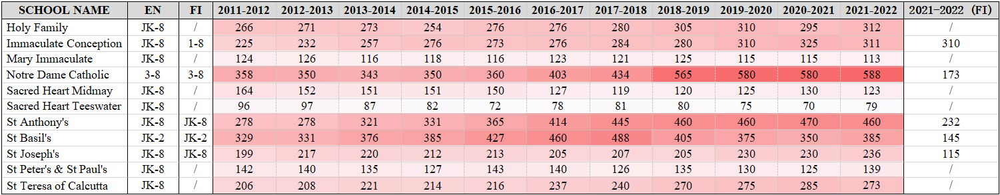 SCHOOL NAME EN FI 2011-2012 2012-2013 2013-2014 2014-2015 2015-2016 2016-2017 2017-2018 2018-2019 2019-2020 2020-2021 2021-2022 2021-2022 (FI)
Holy Family JK-8 / 266 271 273 254 276 276 280 305 310 295 312 /
Immaculate Conception JK-8 1-8 225 232 257 276 273 276 284 280 310 325 311 310
Mary Immaculate JK-8 / 124 126 116 118 116 123 121 125 115 115 113 /
Notre Dame Catholic 3-8 3-8 358 350 343 350 360 403 434 565 580 580 588 173
Sacred Heart Midmay JK-8 / 164 152 151 151 150 127 119 120 125 130 123 /
Sacred Heart Teeswater JK-8 / 96 97 87 82 72 78 81 80 75 70 79 /
St Anthony's JK-8 JK-8 278 278 321 331 365 414 445 460 460 470 460 232
St Basil's JK-2 JK-2 329 331 376 385 427 460 488 405 375 350 385 145
St Joseph's JK-8 JK-8 199 217 220 212 213 205 207 205 230 230 236 115
St Peter's & St Paul's JK-8 / 142 140 135 127 143 140 126 135 130 125 139 /
St Teresa of Calcutta JK-8 / 206 208 221 214 216 237 240 270 275 285 273 /